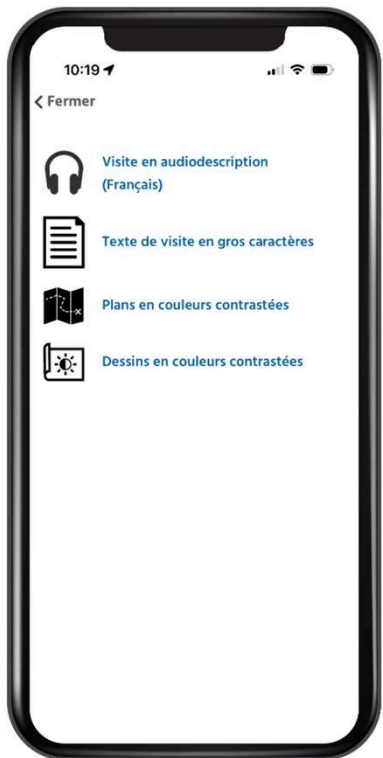 10:19
Fermer
Visite en audiodescription
(Français)
Texte de visite en gros caractères
Plans en couleurs contrastées
Dessins en couleurs contrastées